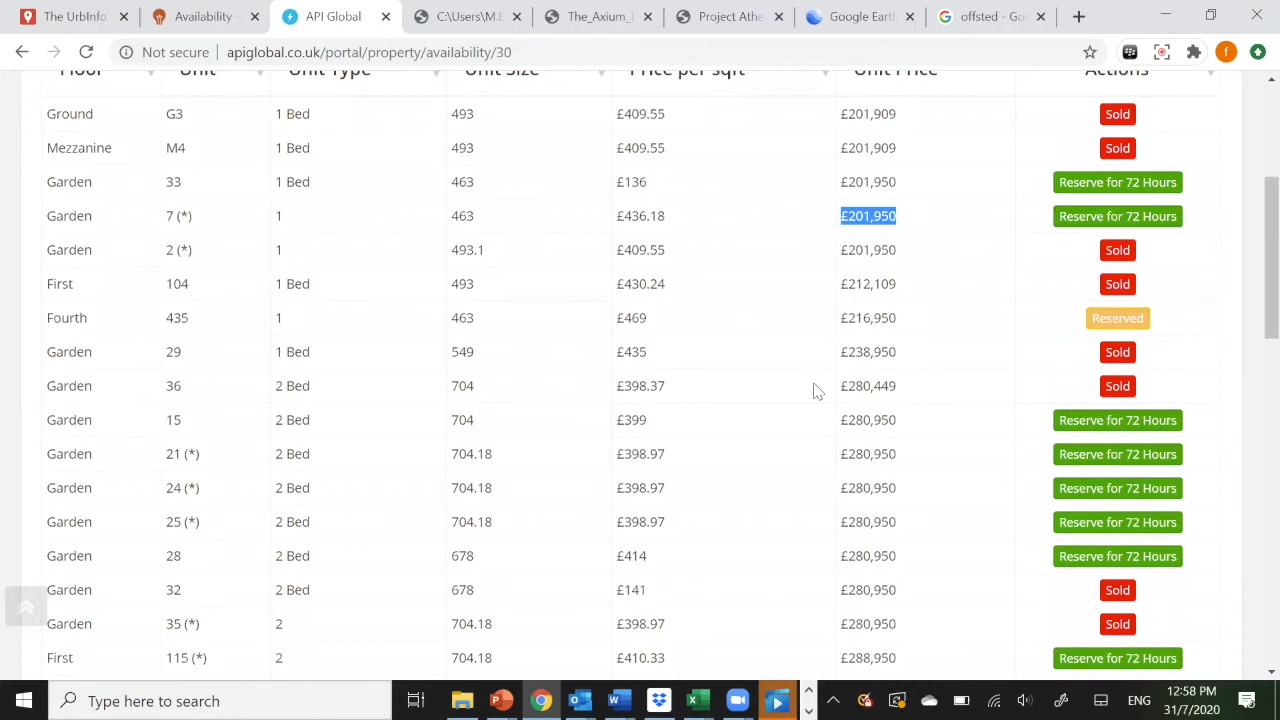 The UrbInfo
Availability -
API Global
C:\Users\M.E
The_Axium_
Project Athe
Google Earth
offsted - Goo
Not secure | apiglobal.co.uk/portal/property/availability/30
f
Floor Unit Unit Type Unit Size Price per sqft Unit Price Actions
Ground G3 1 Bed 493 £409.55 £201,909 Sold
Mezzanine M4 1 Bed 493 £409.55 £201,909 Sold
Garden 33 1 Bed 463 £136 £201,950 Reserve for 72 Hours
Garden 7 (*) 1 463 £436.18 £201,950 Reserve for 72 Hours
Garden 2 (*) 1 493.1 £409.55 £201,950 Sold
First 104 1 Bed 493 £430.24 £212,109 Sold
Fourth 435 1 463 £469 £216,950 Reserved
Garden 29 1 Bed 549 £435 £238,950 Sold
Garden 36 2 Bed 704 £398.37 £280,449 Sold
Garden 15 2 Bed 704 £399 £280,950 Reserve for 72 Hours
Garden 21 (*) 2 Bed 704.18 £398.97 £280,950 Reserve for 72 Hours
Garden 24 (*) 2 Bed 704.18 £398.97 £280,950 Reserve for 72 Hours
Garden 25 (*) 2 Bed 704.18 £398.97 £280,950 Reserve for 72 Hours
Garden 28 2 Bed 678 £414 £280,950 Reserve for 72 Hours
Garden 32 2 Bed 678 £141 £280,950 Sold
Garden 35 (*) 2 704.18 £398.97 £280,950 Sold
First 115 (*) 2 704.18 £410.33 £288,950 Reserve for 72 Hours
Type here to search
ENG
12:58 PM
31/7/2020